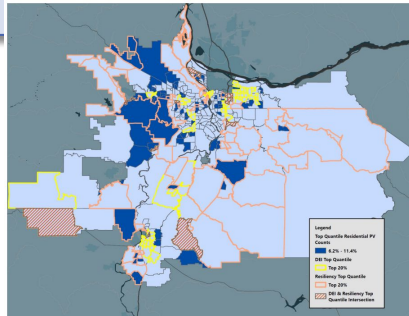 Legend
Top Quantile Residential PV
Counts
6.2% - 11.4%
DEI Top Quantile
Top 20%
Resiliency Top Quantile
Top 20%
DEI & Resiliency Top
Quantile Intersection